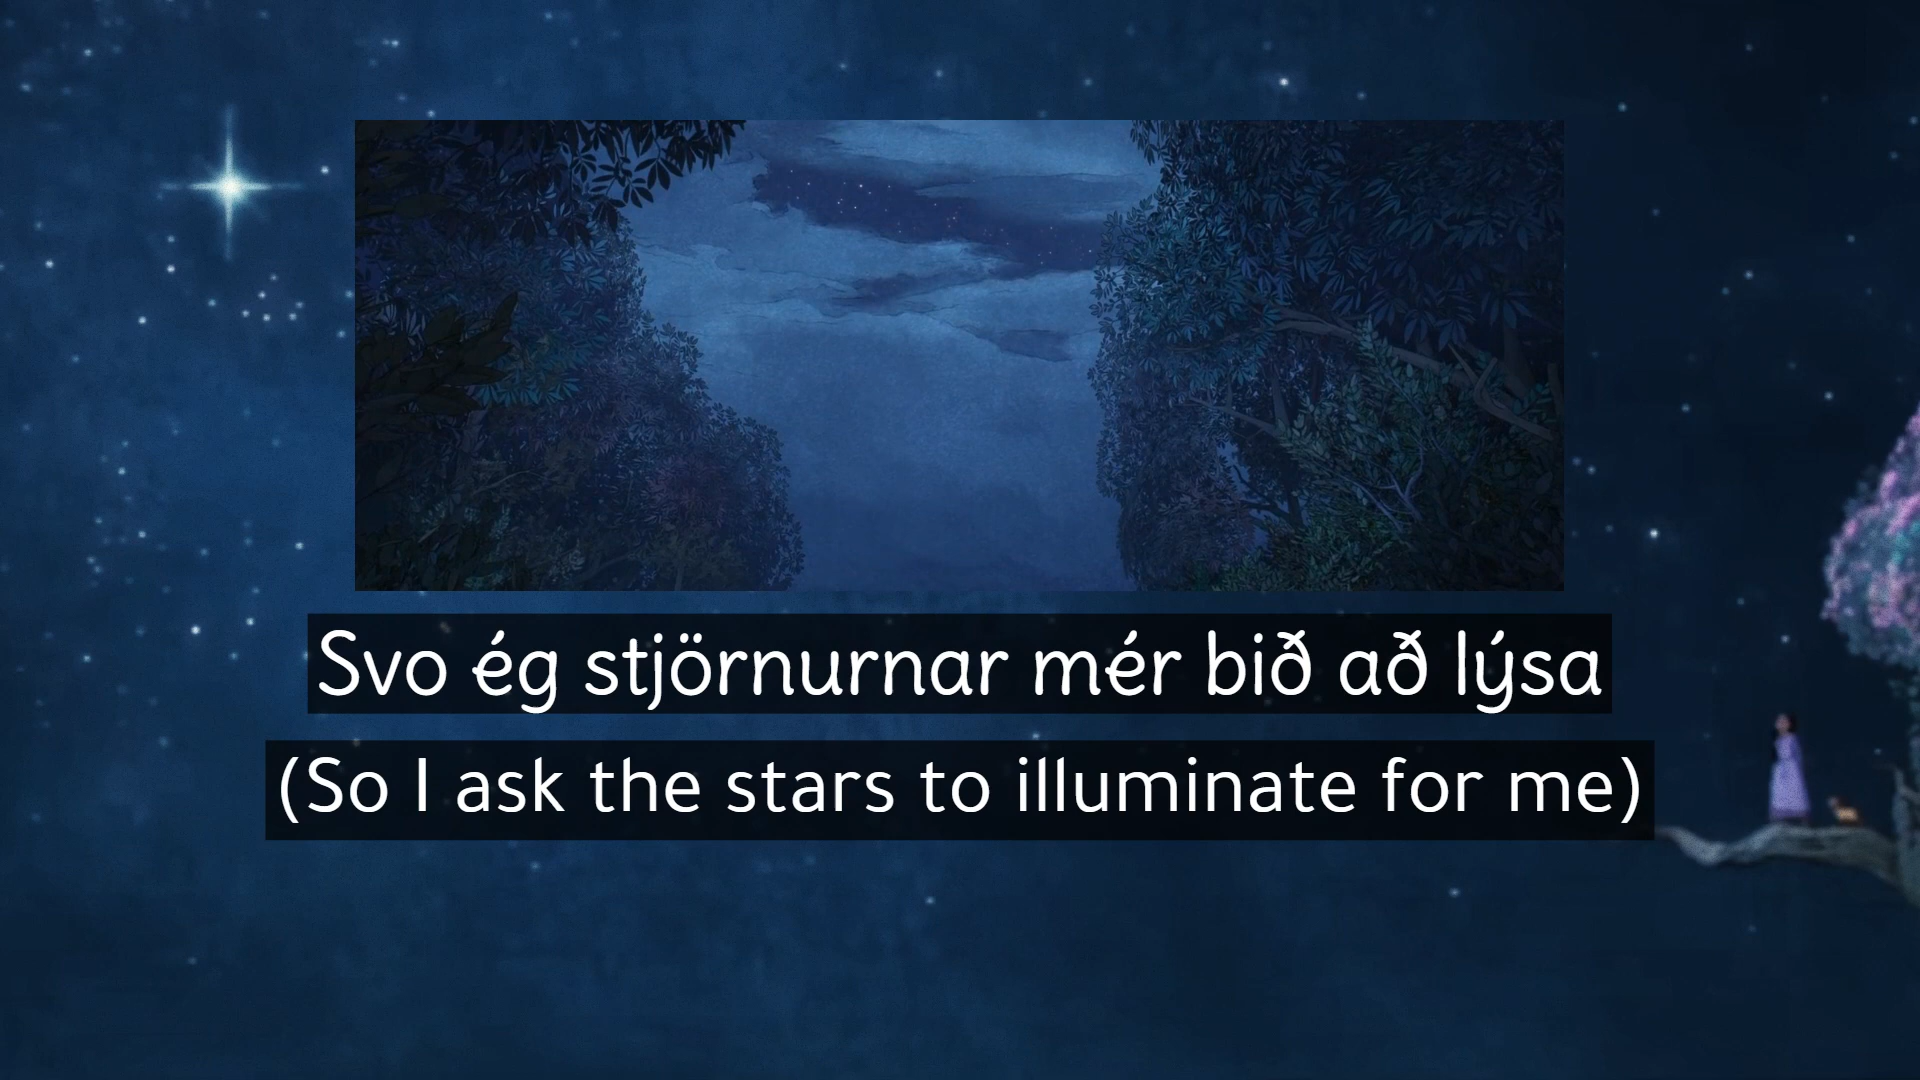 Svo ég stjörnurnar mér bið að lýsa
(So I ask the stars to illuminate for me)